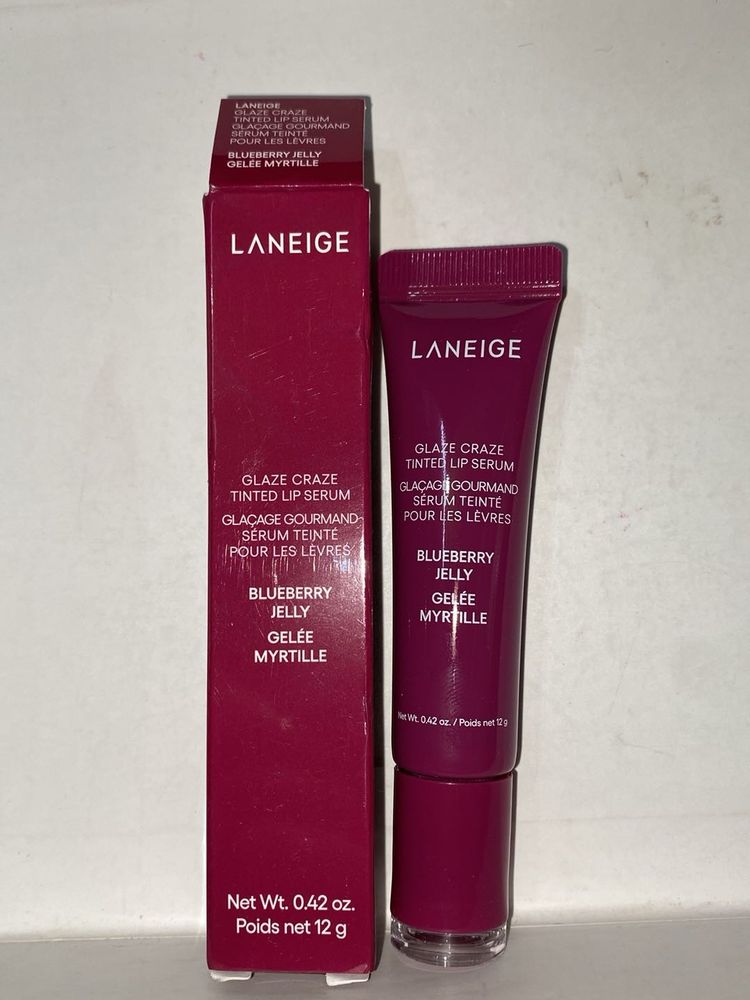 LANEIGE
GLAZE CRAZE
TINTED LIP SERUM
GLAÇAGE GOURMAND
SÉRUM TEINTÉ
POUR LES LÈVRES
BLUEBERRY JELLY
GELÉE MYRTILLE
LANEIGE
GLAZE CRAZE
TINTED LIP SERUM
GLAÇAGE GOURMAND
SÉRUM TEINTÉ
POUR LES LÈVRES
BLUEBERRY
JELLY
GELÉE
MYRTILLE
Net Wt. 0.42 oz.
Poids net 12 g
LANEIGE
GLAZE CRAZE
TINTED LIP SERUM
GLAÇAGE GOURMAND
SÉRUM TEINTÉ
POUR LES LÈVRES
BLUEBERRY
JELLY
GELÉE
MYRTILLE
Net Wt. 0.42 oz. / Poids net 12 g